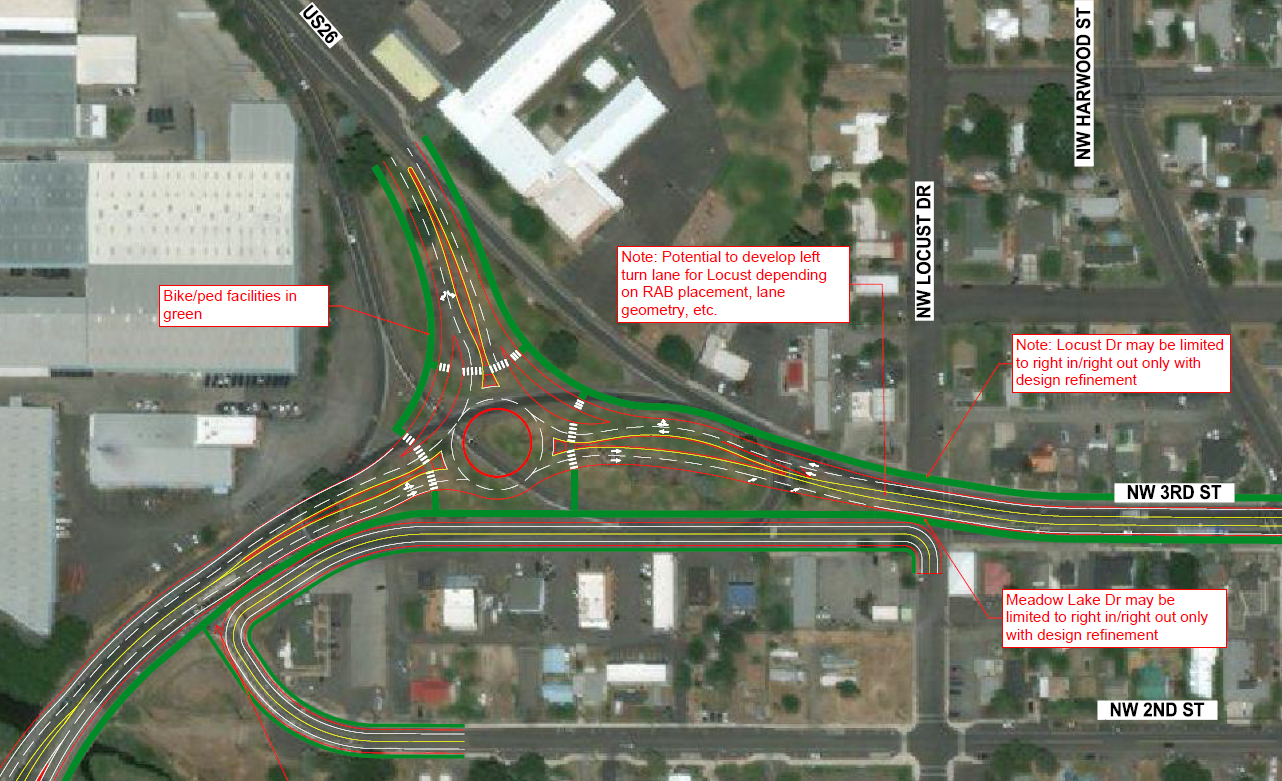 US26
NW HARWOOD ST
NW LOCUST DR
Note: Potential to develop left
turn lane for Locust depending
on RAB placement, lane
geometry, etc.
Bike/ped facilities in
green
Note: Locust Dr may be limited
to right in/right out only with
design refinement
NW 3RD ST
Meadow Lake Dr may be
limited to right in/right out only
with design refinement
NW 2ND ST